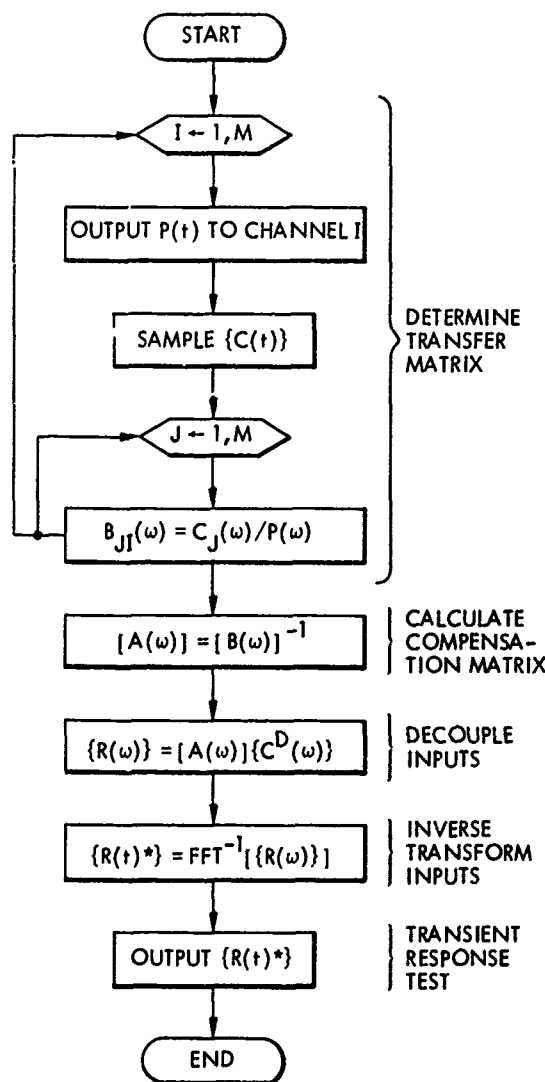 START
I ← 1, M
OUTPUT P(t) TO CHANNEL I
SAMPLE {C(t)}
DETERMINE
TRANSFER
MATRIX
J ← 1, M
B_JI(ω) = C_J(ω)/P(ω)
[A(ω)] = [B(ω)]^-1
CALCULATE
COMPENSA-
TION MATRIX
{R(ω)} = [A(ω)]{C^D(ω)}
DECOUPLE
INPUTS
{R(t)*} = FFT^-1[{R(ω)}]
INVERSE
TRANSFORM
INPUTS
OUTPUT {R(t)*}
TRANSIENT
RESPONSE
TEST
END